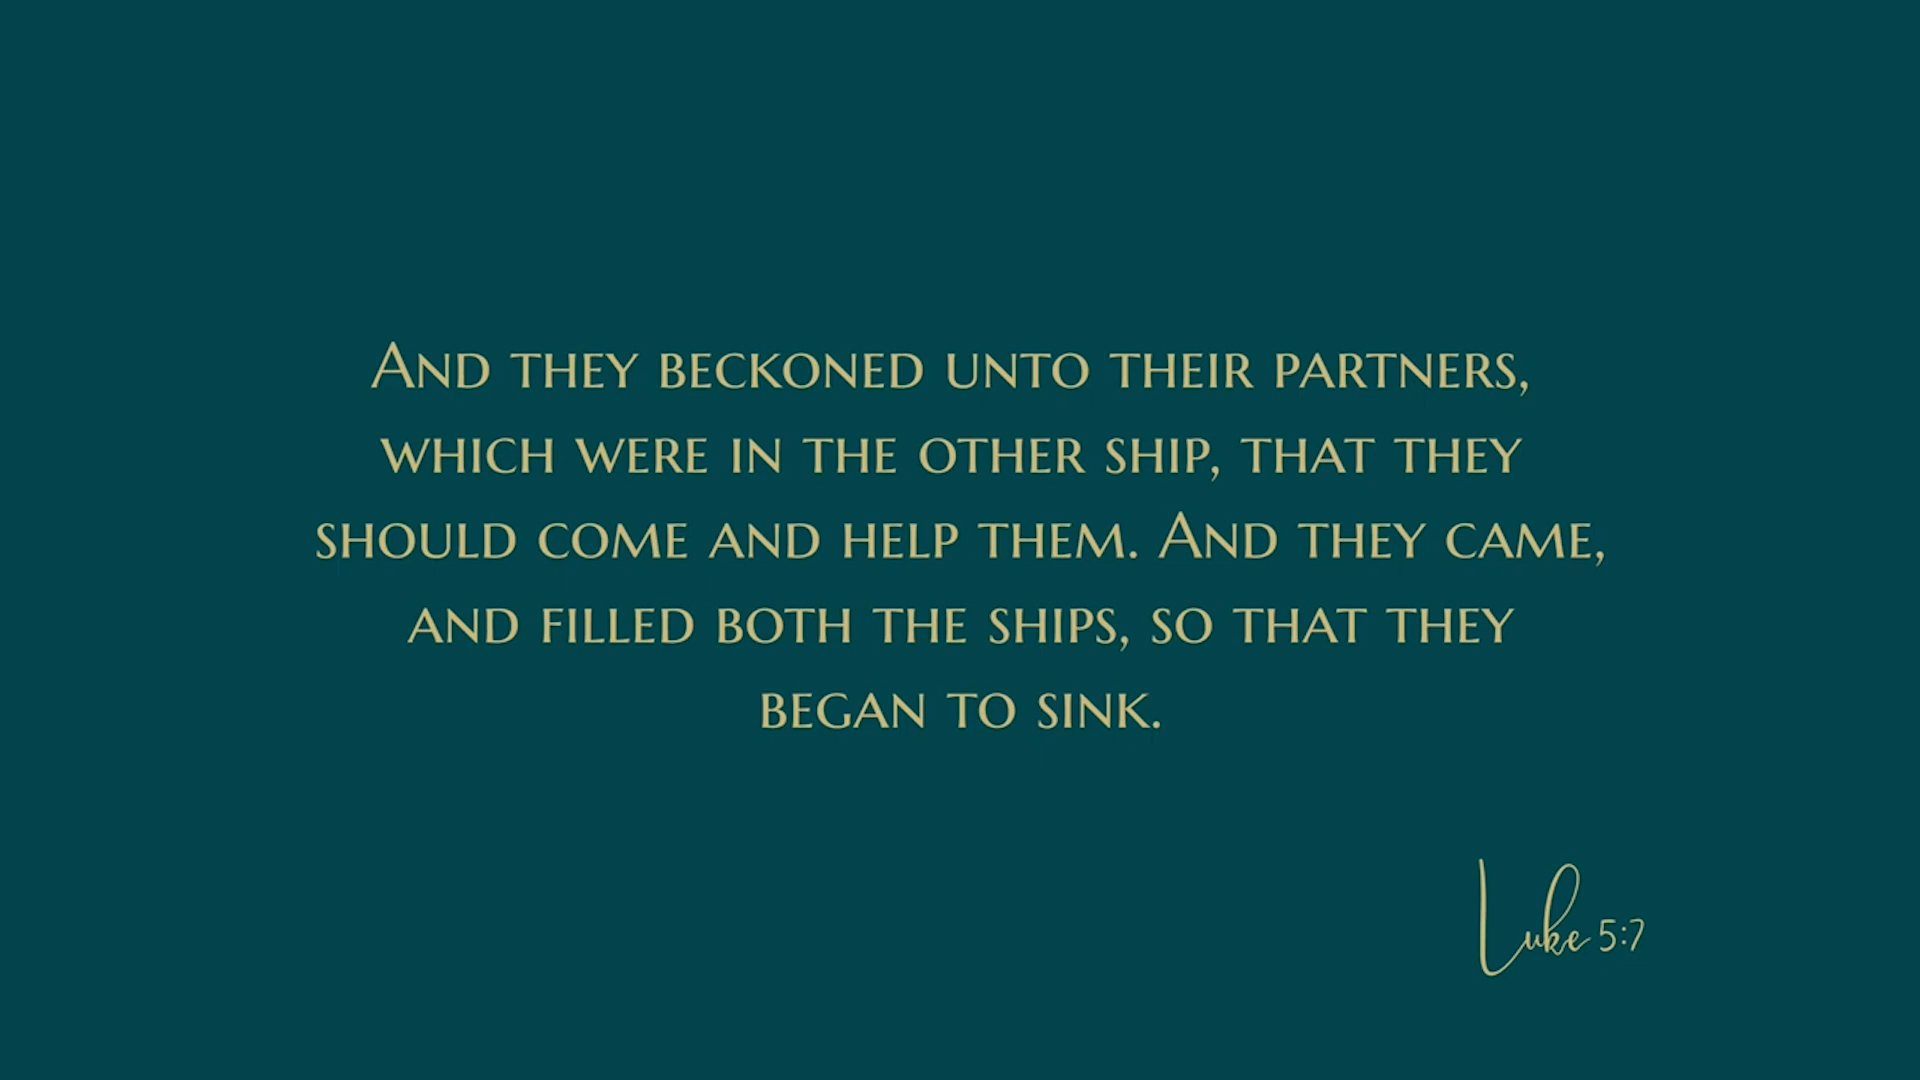 And they beckoned unto their partners,
which were in the other ship, that they
should come and help them. And they came,
and filled both the ships, so that they
began to sink.
Luke 5:7